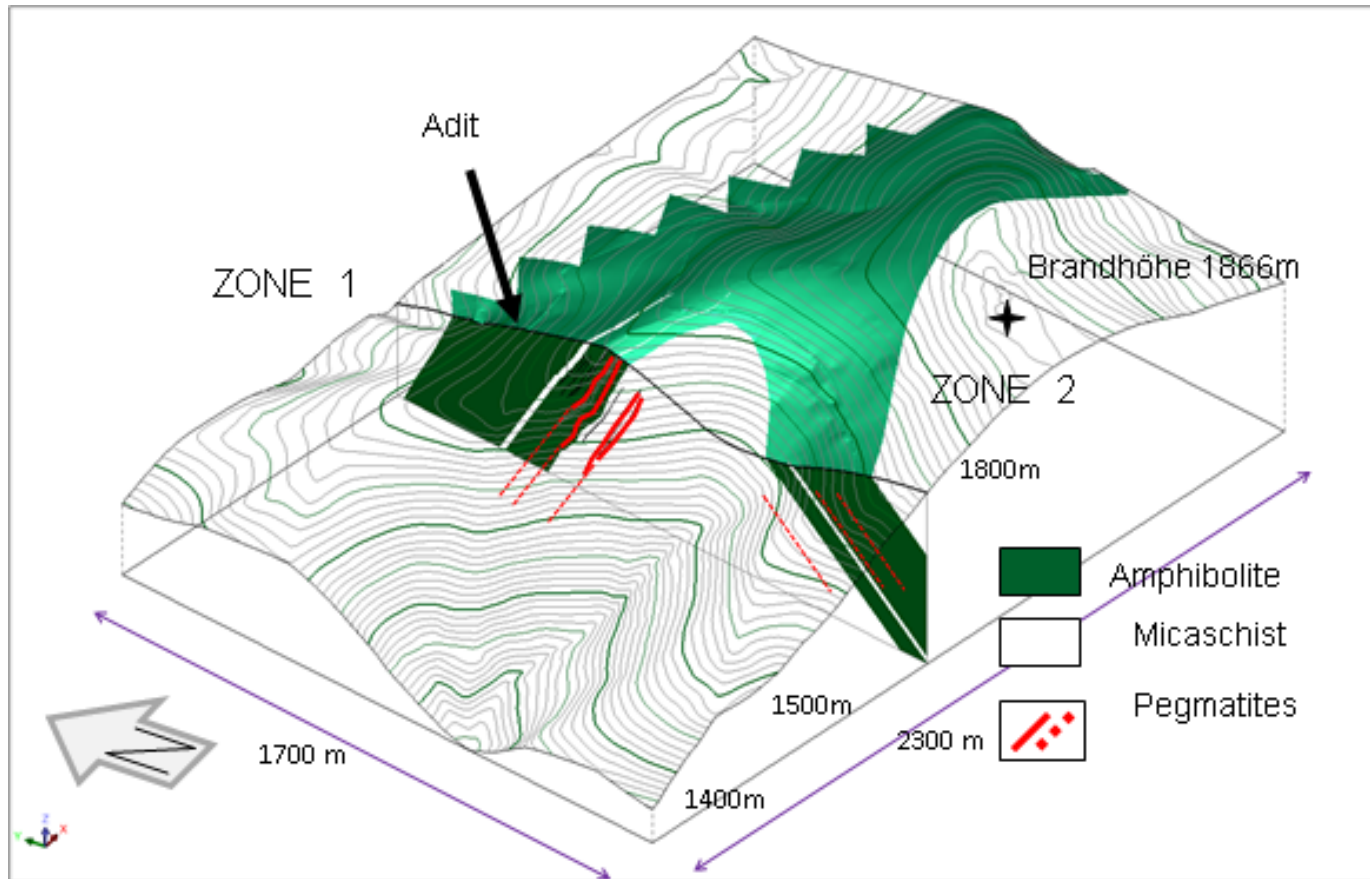 Adit
ZONE 1
Brandhöhe 1866m
ZONE 2
1800m
Amphibolite
Micaschist
1500m
Pegmatites
2300 m
1700 m
1400m
N
Z
Y
X